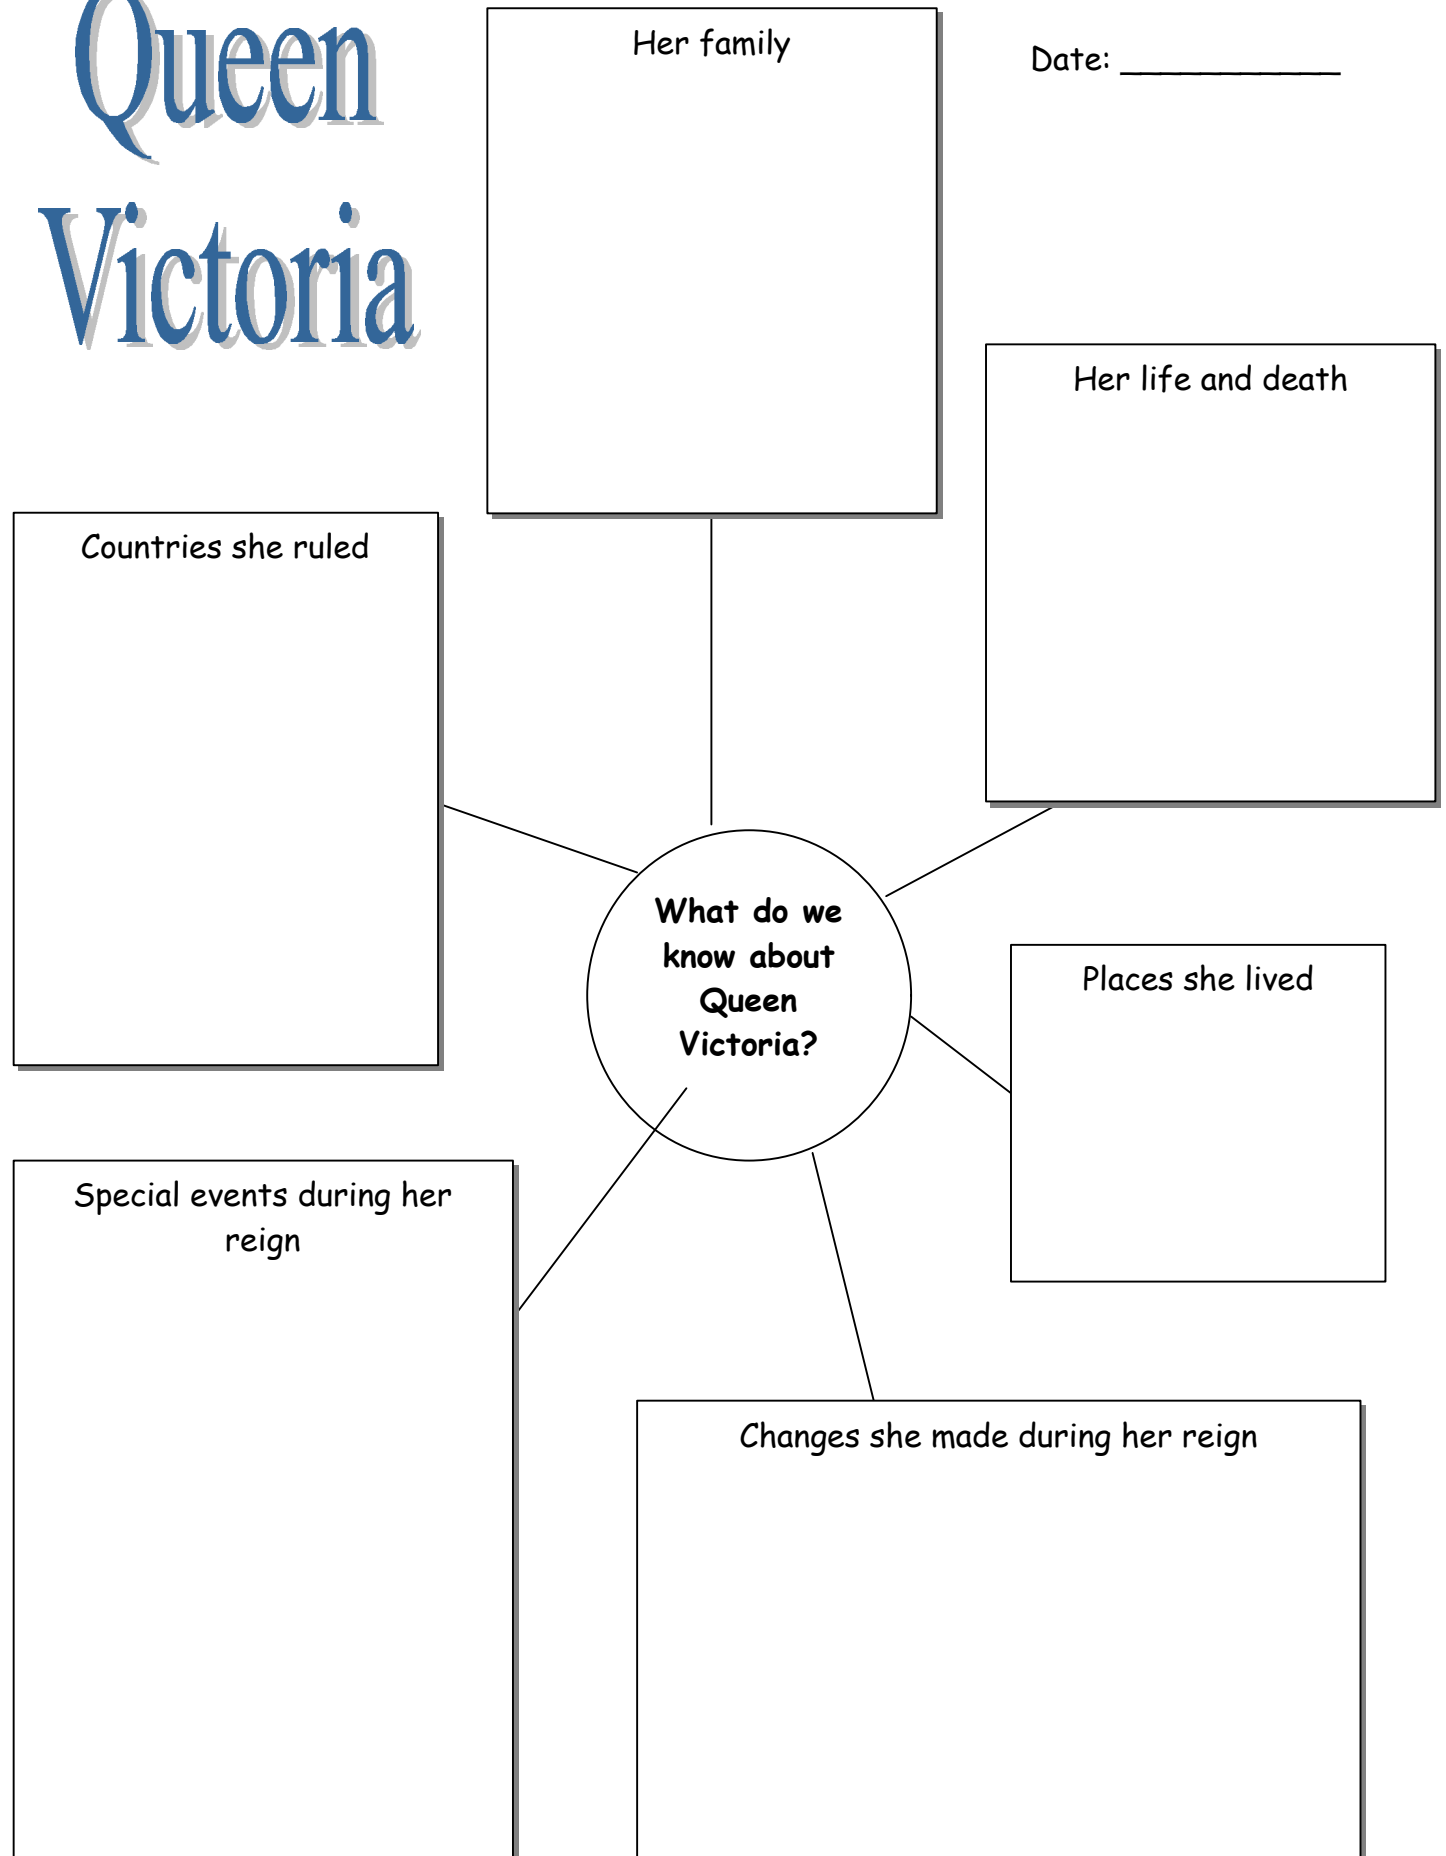 Queen
Victoria
Her family
Date: ____________
Her life and death
Countries she ruled
What do we
know about
Queen
Victoria?
Places she lived
Special events during her
reign
Changes she made during her reign